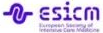 esicm
European Society of
Intensive Care Medicine